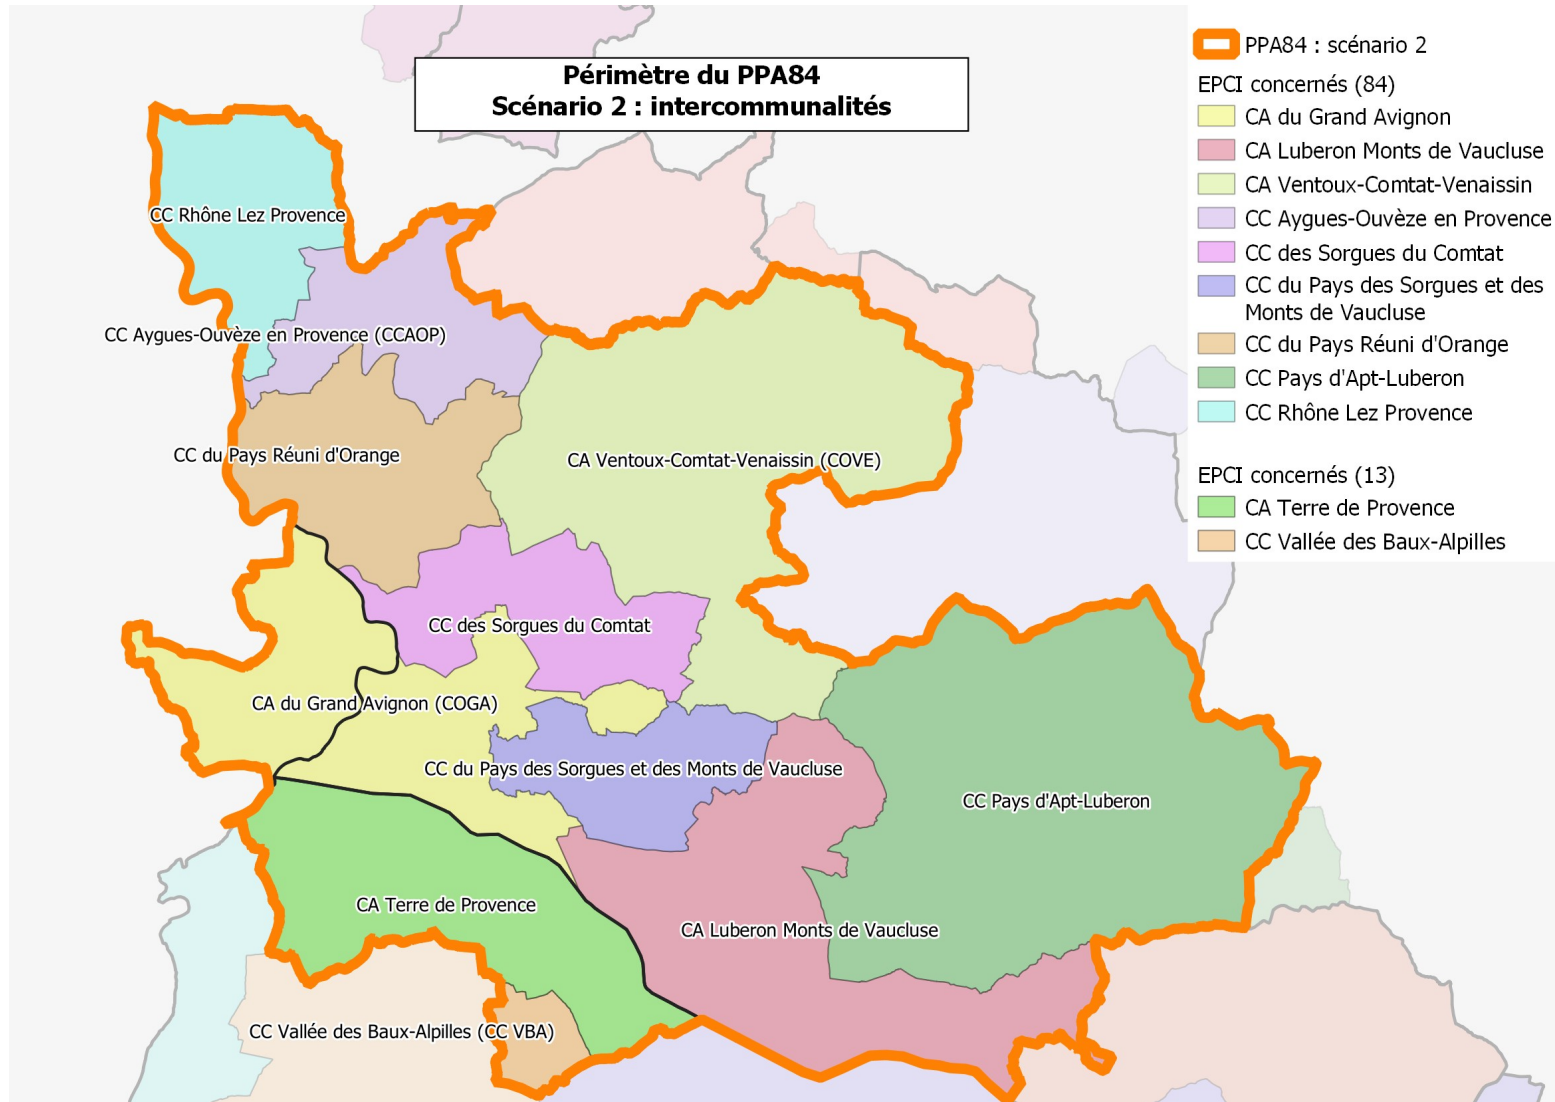 Périmètre du PPA84
Scénario 2 : intercommunalités
PPA84 : scénario 2
EPCI concernés (84)
CA du Grand Avignon
CA Luberon Monts de Vaucluse
CA Ventoux-Comtat-Venaissin
CC Aygues-Ouvèze en Provence
CC des Sorgues du Comtat
CC du Pays des Sorgues et des
Monts de Vaucluse
CC du Pays Réuni d'Orange
CC Pays d'Apt-Luberon
CC Rhône Lez Provence
EPCI concernés (13)
CA Terre de Provence
CC Vallée des Baux-Alpilles
CC Rhône Lez Provence
CC Aygues-Ouvèze en Provence (CCAOP)
CC du Pays Réuni d'Orange
CA Ventoux-Comtat-Venaissin (COVE)
CC des Sorgues du Comtat
CA du Grand Avignon (COGA)
CC du Pays des Sorgues et des Monts de Vaucluse
CC Pays d'Apt-Luberon
CA Terre de Provence
CA Luberon Monts de Vaucluse
CC Vallée des Baux-Alpilles (CC VBA)